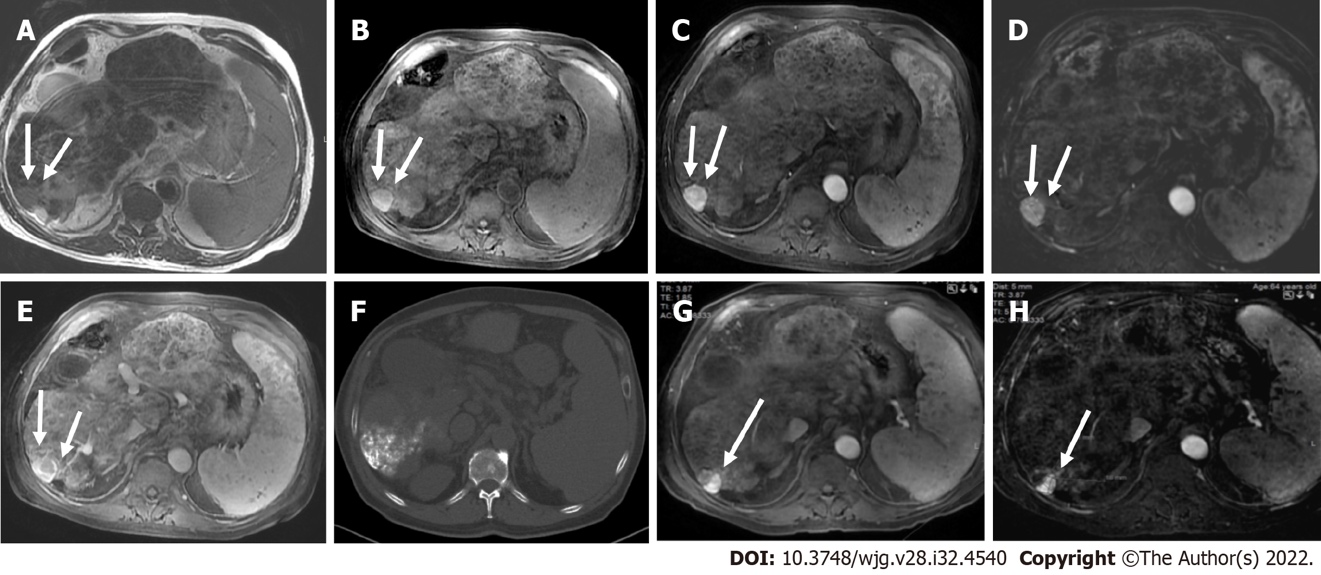 A
B
C
D
E
F
G
H
TR: 3.87
TE: 1.85
Dist: 5 mm
TR: 3.87
Age:64 years old
L
L
DOI: 10.3748/wjg.v28.i32.4540 Copyright ©The Author(s) 2022.